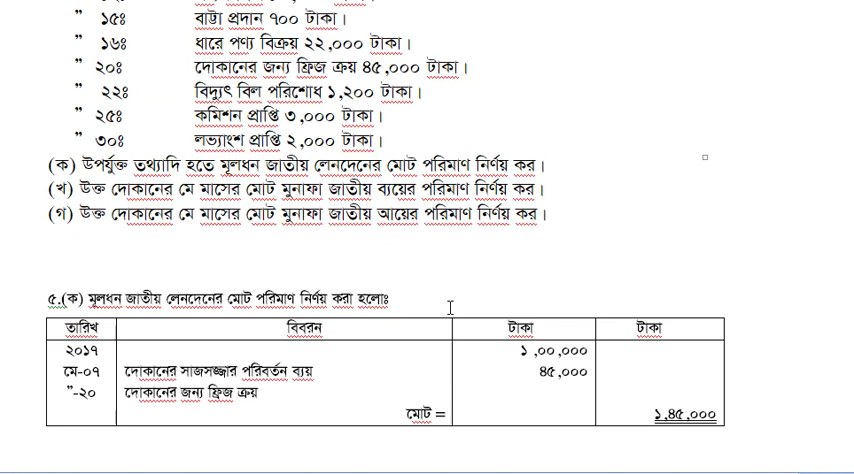 ” ১৫ঃ বাট্টা প্রদান ৭০০ টাকা।
” ১৬ঃ ধারে পণ্য বিক্রয় ২২,০০০ টাকা।
” ২০ঃ দোকানের জন্য ফ্রিজ ক্রয় ৪৫,০০০ টাকা।
” ২২ঃ বিদ্যুৎ বিল পরিশোধ ১,২০০ টাকা।
” ২৫ঃ কমিশন প্রাপ্তি ৩,০০০ টাকা।
” ৩০ঃ লভ্যাংশ প্রাপ্তি ২,০০০ টাকা।
(ক) উপর্যুক্ত তথ্যাদি হতে মূলধন জাতীয় লেনদেনের মোট পরিমাণ নির্ণয় কর।
(খ) উক্ত দোকানের মে মাসের মোট মুনাফা জাতীয় ব্যয়ের পরিমাণ নির্ণয় কর।
(গ) উক্ত দোকানের মে মাসের মোট মুনাফা জাতীয় আয়ের পরিমাণ নির্ণয় কর।
৫.(ক) মূলধন জাতীয় লেনদেনের মোট পরিমাণ নির্ণয় করা হলোঃ
তারিখ বিবরন টাকা টাকা
২০১৭ ১,০০,০০০
মে-০৭ দোকানের সাজসজ্জার পরিবর্তন ব্যয় ৪৫,০০০
”-২০ দোকানের জন্য ফ্রিজ ক্রয়
মোট = ১,৪৫,০০০